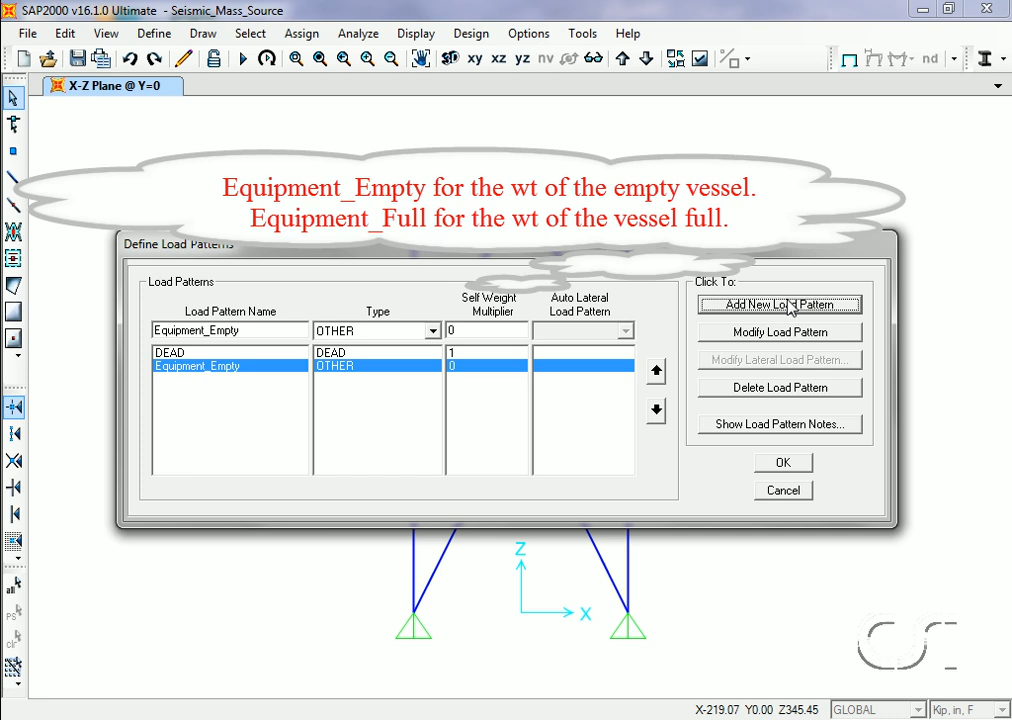 SAP2000 v16.1.0 Ultimate - Seismic_Mass_Source
File Edit View Define Draw Select Assign Analyze Display Design Options Tools Help
3D xy xz yz nv nd
X-Z Plane @ Y=0
Equipment_Empty for the wt of the empty vessel.
Equipment_Full for the wt of the vessel full.
Define Load Patterns
Load Patterns
Click To:
Load Pattern Name
Type
Self Weight
Multiplier
Auto Lateral
Load Pattern
Equipment_Empty OTHER 0
DEAD DEAD 1
Equipment_Empty OTHER 0
Add New Load Pattern
Modify Load Pattern
Modify Lateral Load Pattern...
Delete Load Pattern
Show Load Pattern Notes...
OK
Cancel
Z
X
all
PS
clr
CSI
X-219.07 Y0.00 Z345.45 GLOBAL Kip, in, F